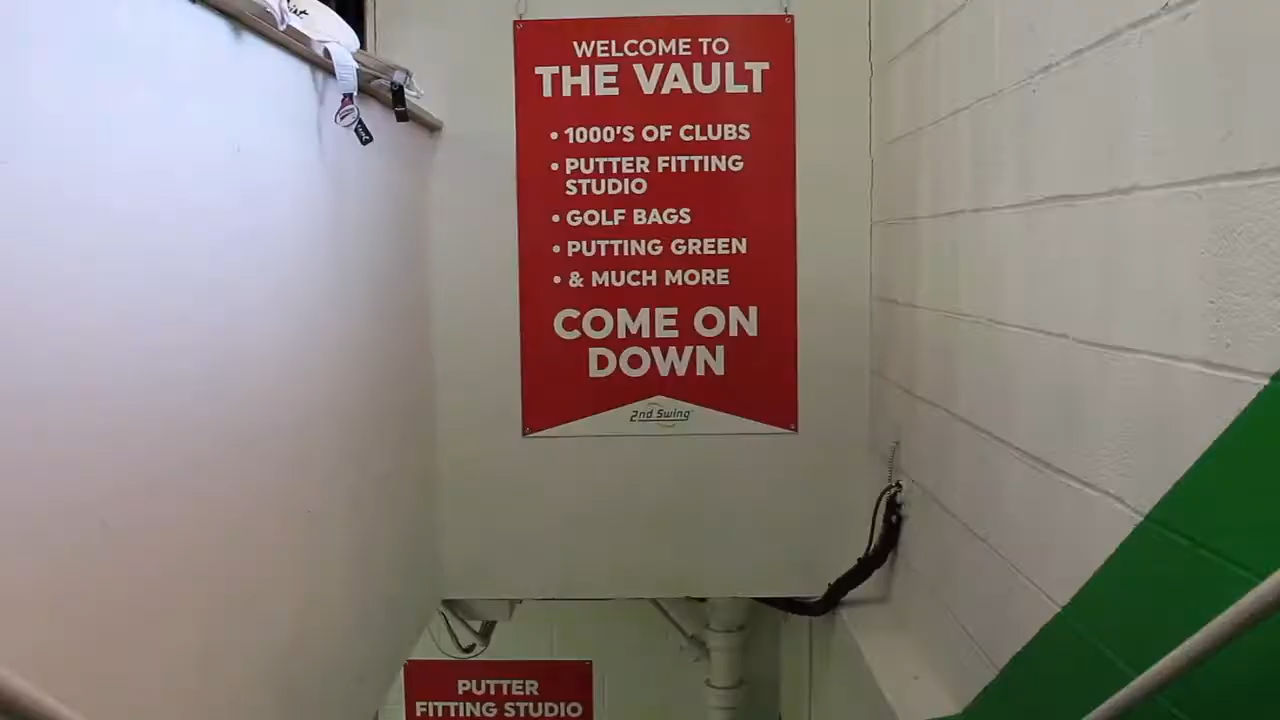 WELCOME TO
THE VAULT
• 1000'S OF CLUBS
• PUTTER FITTING
STUDIO
• GOLF BAGS
• PUTTING GREEN
• & MUCH MORE
COME ON
DOWN
2nd Swing
PUTTER
FITTING STUDIO